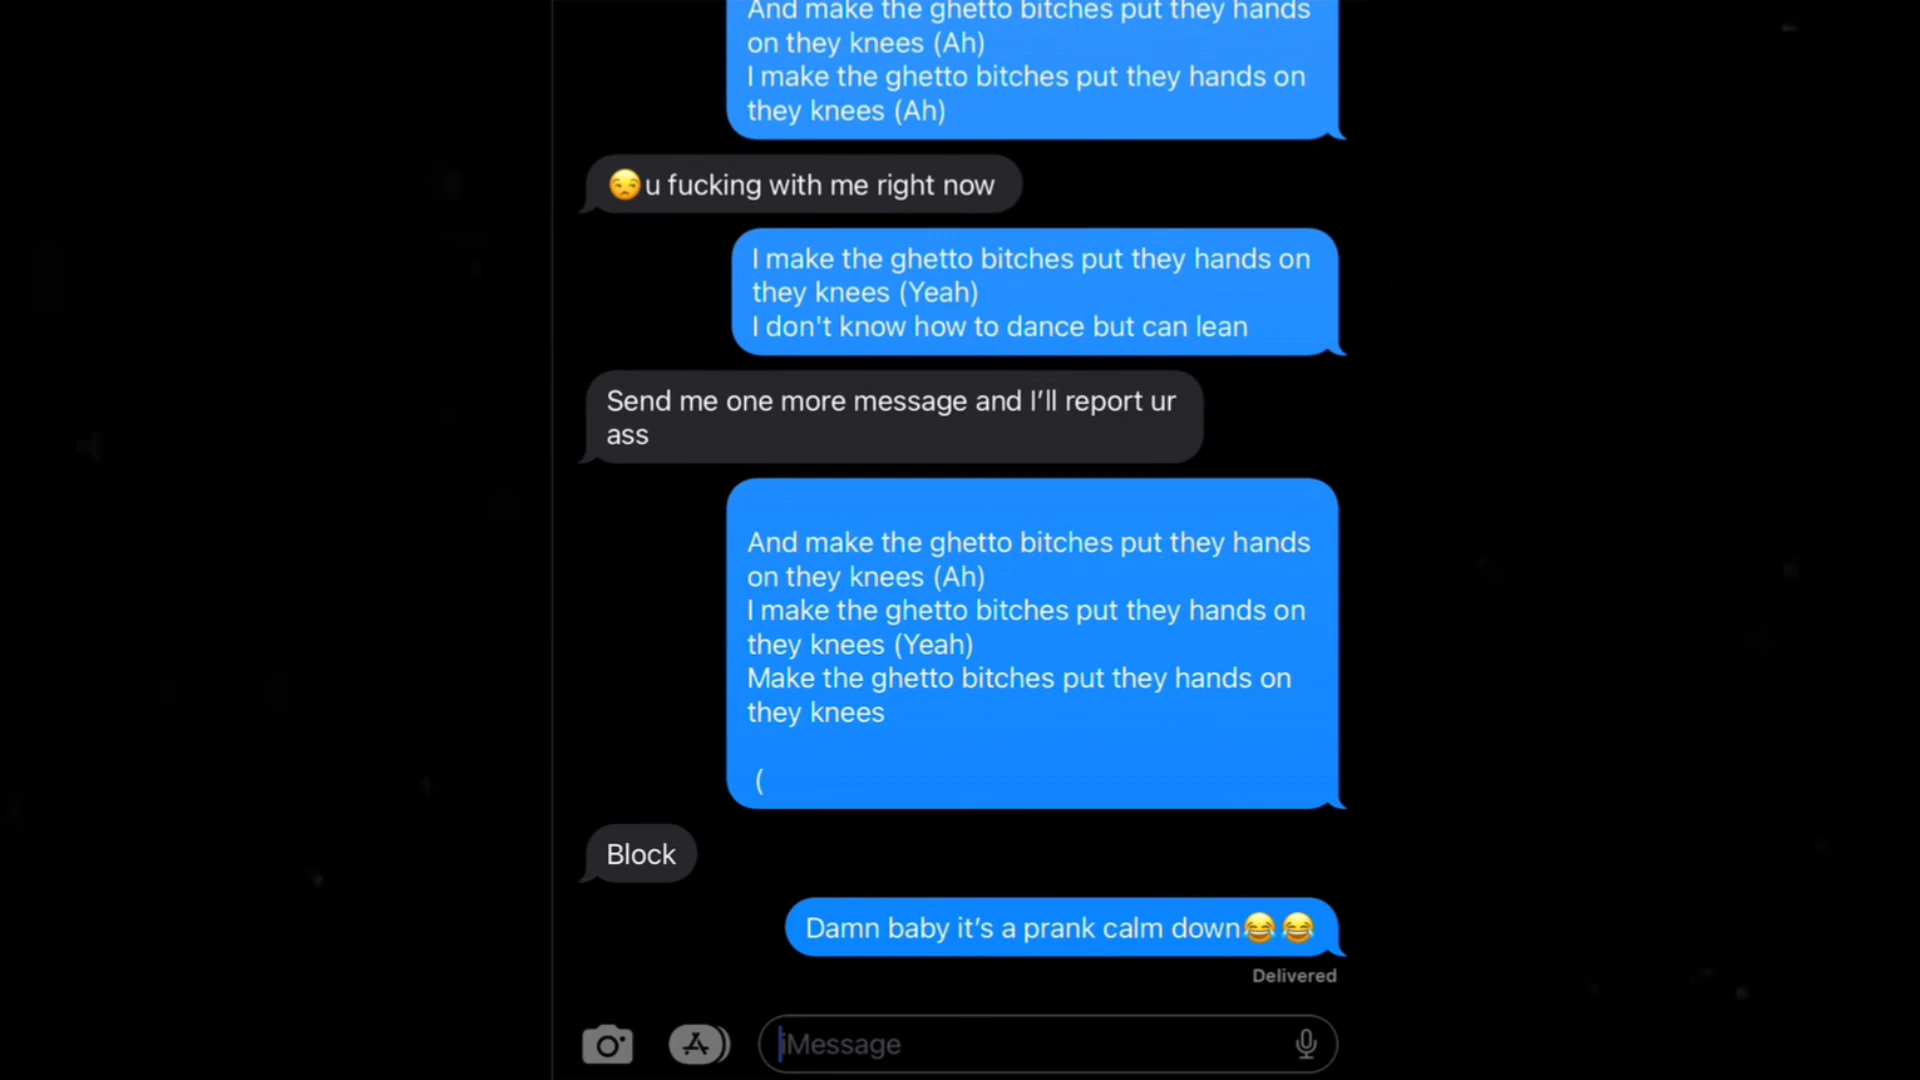 And make the ghetto bitches put they hands
on they knees (Ah)
I make the ghetto bitches put they hands on
they knees (Ah)
😒u fucking with me right now
I make the ghetto bitches put they hands on
they knees (Yeah)
I don't know how to dance but can lean
Send me one more message and I’ll report ur
ass
And make the ghetto bitches put they hands
on they knees (Ah)
I make the ghetto bitches put they hands on
they knees (Yeah)
Make the ghetto bitches put they hands on
they knees
(
Block
Damn baby it’s a prank calm down😂😂
Delivered
iMessage